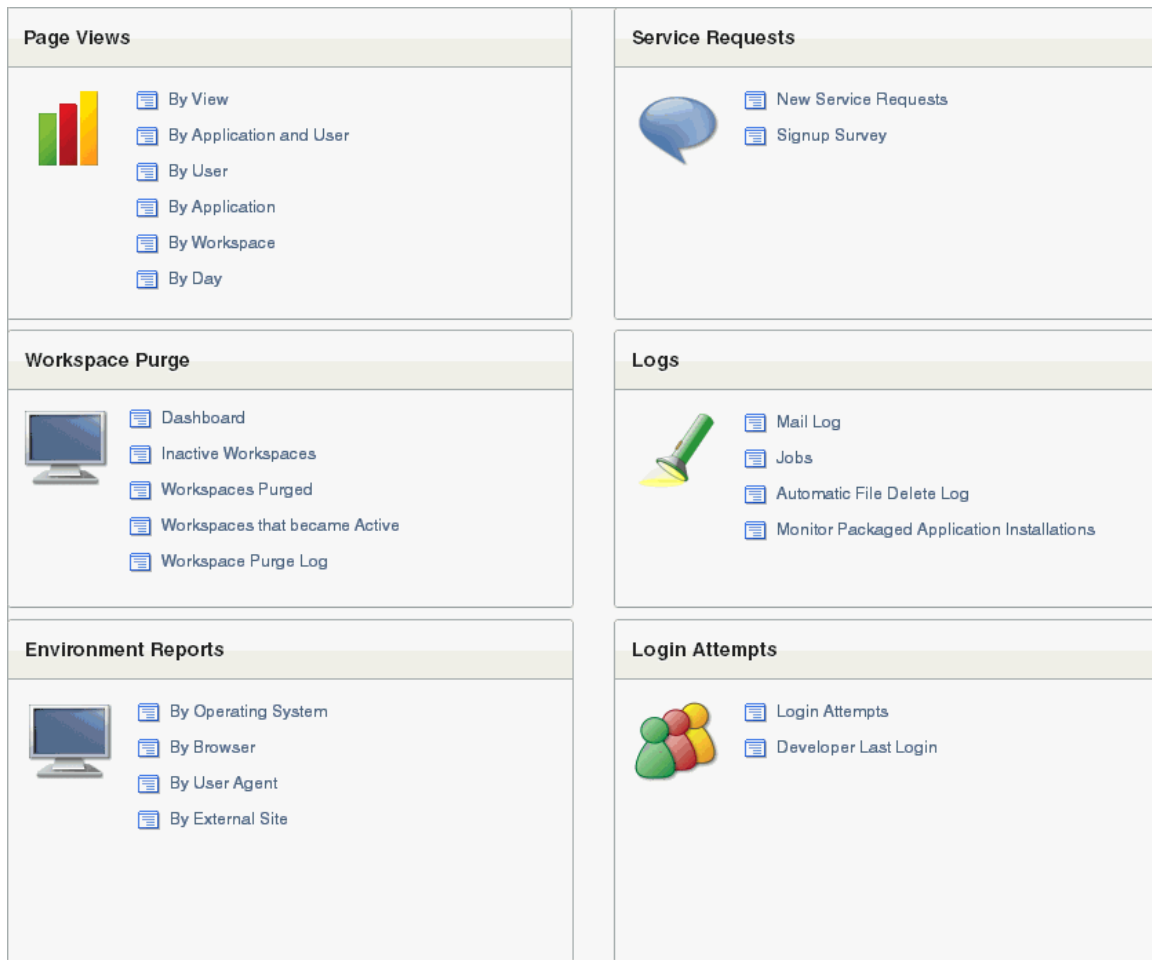 Page Views
By View
By Application and User
By User
By Application
By Workspace
By Day
Service Requests
New Service Requests
Signup Survey
Workspace Purge
Dashboard
Inactive Workspaces
Workspaces Purged
Workspaces that became Active
Workspace Purge Log
Logs
Mail Log
Jobs
Automatic File Delete Log
Monitor Packaged Application Installations
Environment Reports
By Operating System
By Browser
By User Agent
By External Site
Login Attempts
Login Attempts
Developer Last Login